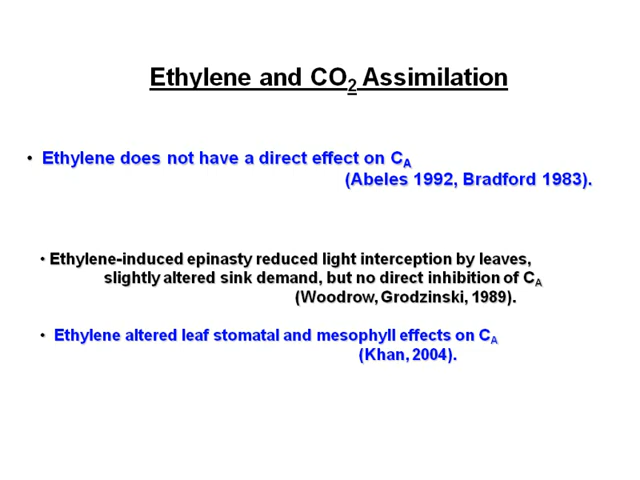 Ethylene and CO2 Assimilation
• Ethylene does not have a direct effect on CA
(Abeles 1992, Bradford 1983).
• Ethylene-induced epinasty reduced light interception by leaves,
slightly altered sink demand, but no direct inhibition of CA
(Woodrow, Grodzinski, 1989).
• Ethylene altered leaf stomatal and mesophyll effects on CA
(Khan, 2004).